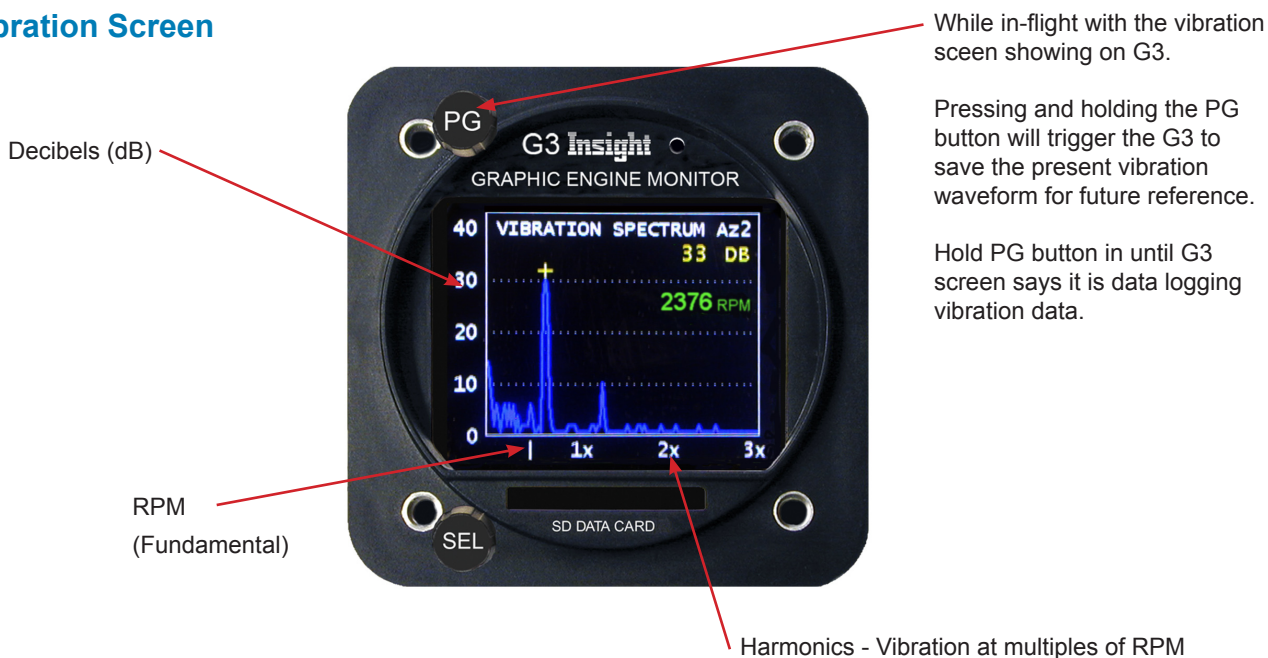 bration Screen
While in-flight with the vibration
sceen showing on G3.
Pressing and holding the PG
button will trigger the G3 to
save the present vibration
waveform for future reference.
Hold PG button in until G3
screen says it is data logging
vibration data.
Decibels (dB)
PG
G3 Insight
GRAPHIC ENGINE MONITOR
40 VIBRATION SPECTRUM Az2
33 DB
30
2376 RPM
20
10
0
| 1x 2x 3x
SD DATA CARD
SEL
RPM
(Fundamental)
Harmonics - Vibration at multiples of RPM